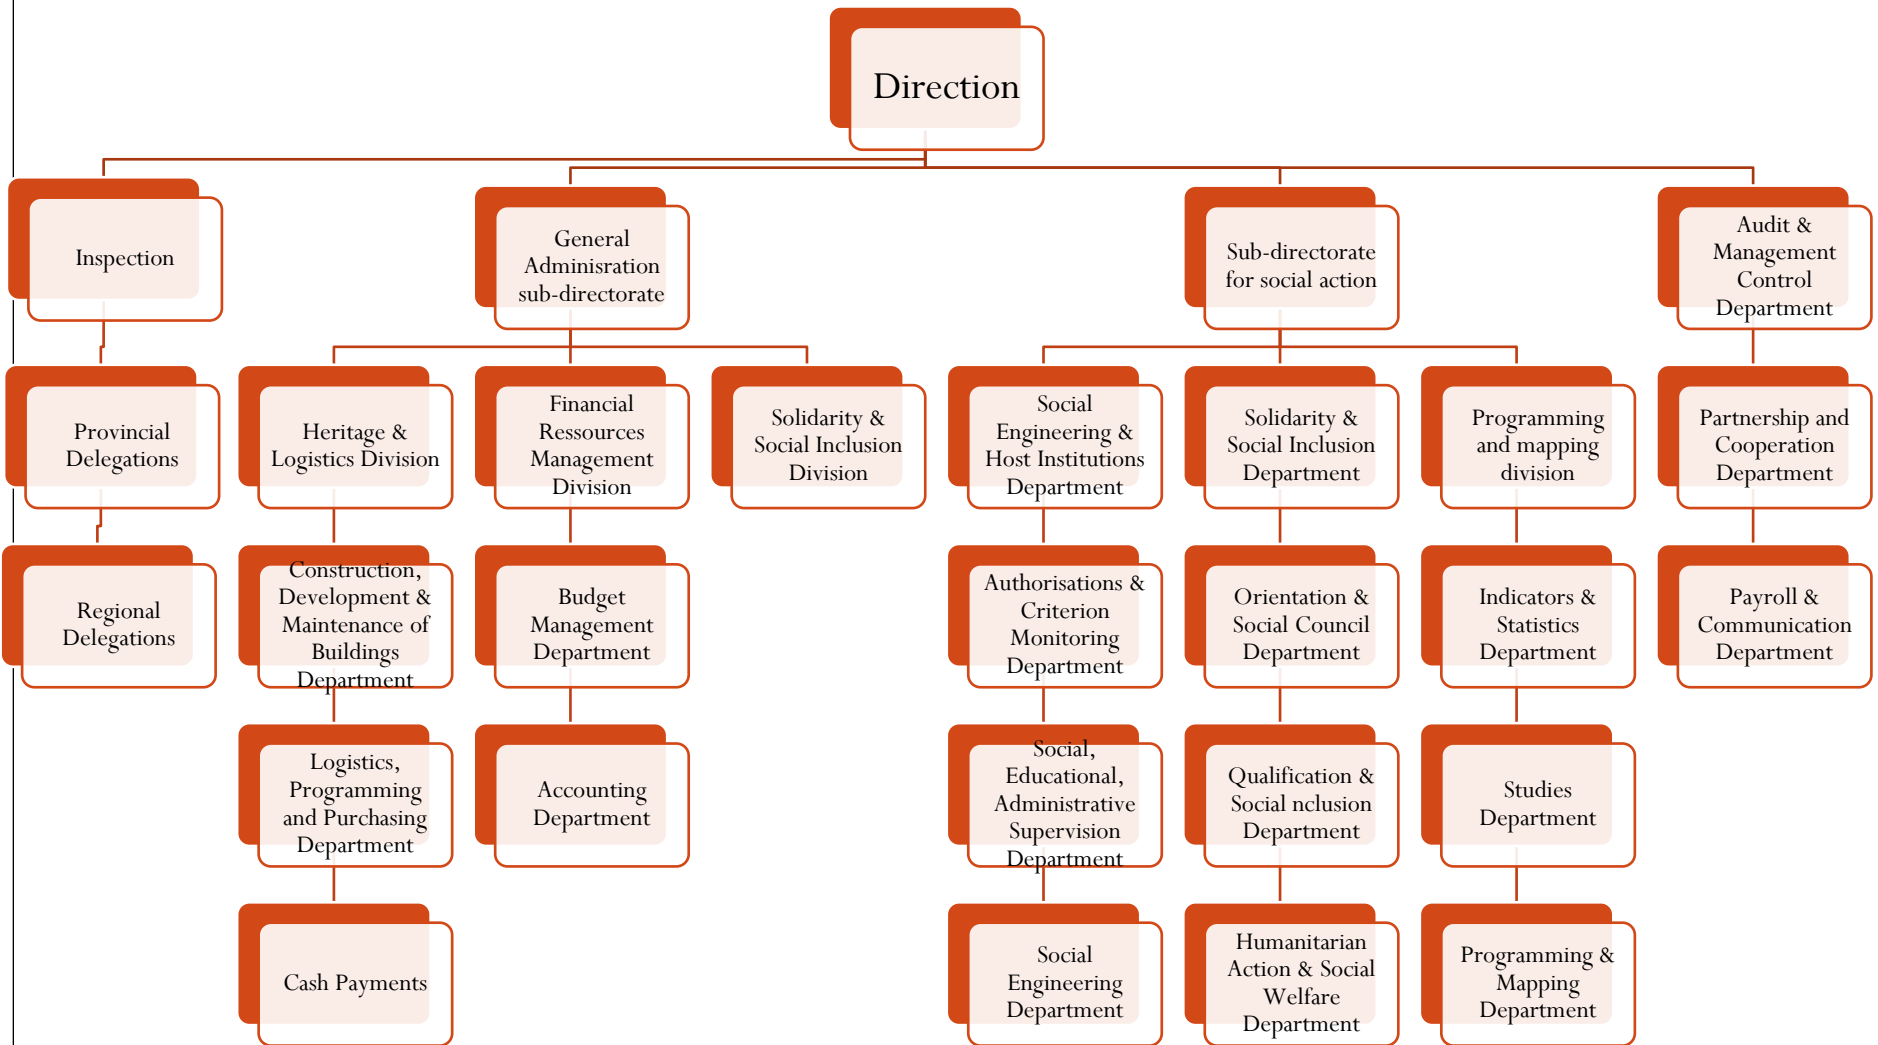 Direction
Inspection
General
Adminisration
sub-directorate
Sub-directorate
for social action
Audit &
Management
Control
Department
Provincial
Delegations
Heritage &
Logistics Division
Financial
Ressources
Management
Division
Solidarity &
Social Inclusion
Division
Social
Engineering &
Host Institutions
Department
Solidarity &
Social Inclusion
Department
Programming
and mapping
division
Partnership and
Cooperation
Department
Regional
Delegations
Construction,
Development &
Maintenance of
Buildings
Department
Budget
Management
Department
Authorisations &
Criterion
Monitoring
Department
Orientation &
Social Council
Department
Indicators &
Statistics
Department
Payroll &
Communication
Department
Logistics,
Programming
and Purchasing
Department
Accounting
Department
Social,
Educational,
Administrative
Supervision
Department
Qualification &
Social nclusion
Department
Studies
Department
Cash Payments
Social
Engineering
Department
Humanitarian
Action & Social
Welfare
Department
Programming &
Mapping
Department